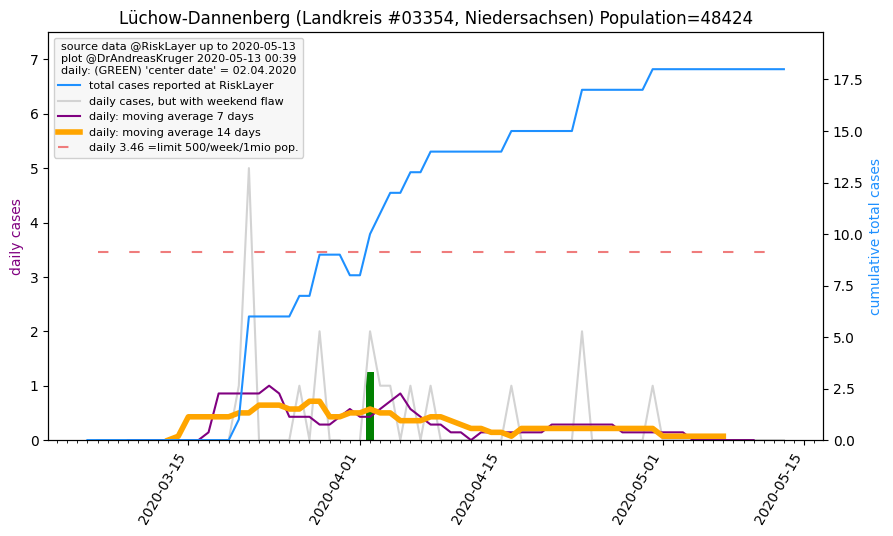 Lüchow-Dannenberg (Landkreis #03354, Niedersachsen) Population=48424
source data @RiskLayer up to 2020-05-13
plot @DrAndreasKruger 2020-05-13 00:39
daily: (GREEN) 'center date' = 02.04.2020
total cases reported at RiskLayer
daily cases, but with weekend flaw
daily: moving average 7 days
daily: moving average 14 days
daily 3.46 =limit 500/week/1mio pop.
daily cases
7
6
5
4
3
2
1
0
cumulative total cases
17.5
15.0
12.5
10.0
7.5
5.0
2.5
0.0
2020-03-15
2020-04-01
2020-04-15
2020-05-01
2020-05-15